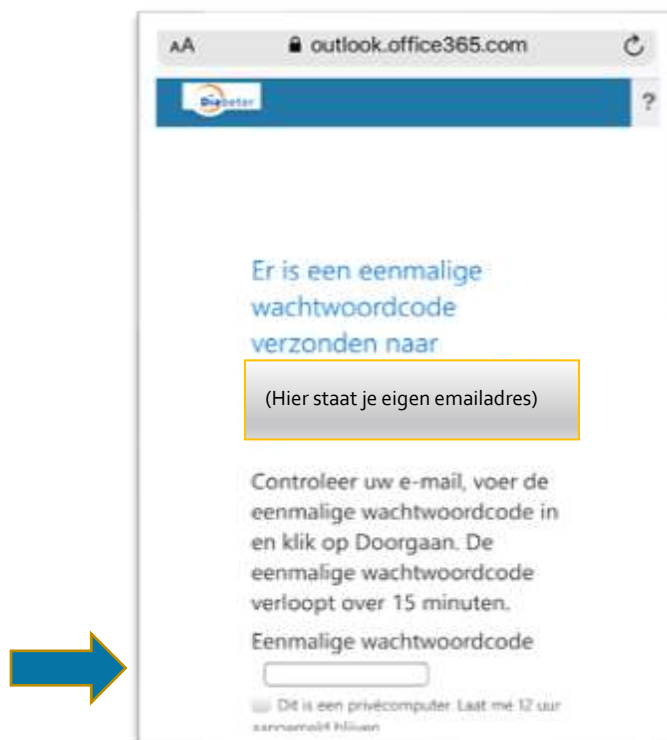 AA outlook.office365.com
Diabeter ?
Er is een eenmalige
wachtwoordcode
verzonden naar
(Hier staat je eigen emailadres)
Controleer uw e-mail, voer de
eenmalige wachtwoordcode in
en klik op Doorgaan. De
eenmalige wachtwoordcode
verloopt over 15 minuten.
Eenmalige wachtwoordcode
Dit is een privécomputer. Laat me 12 uur
aangemeld blijven